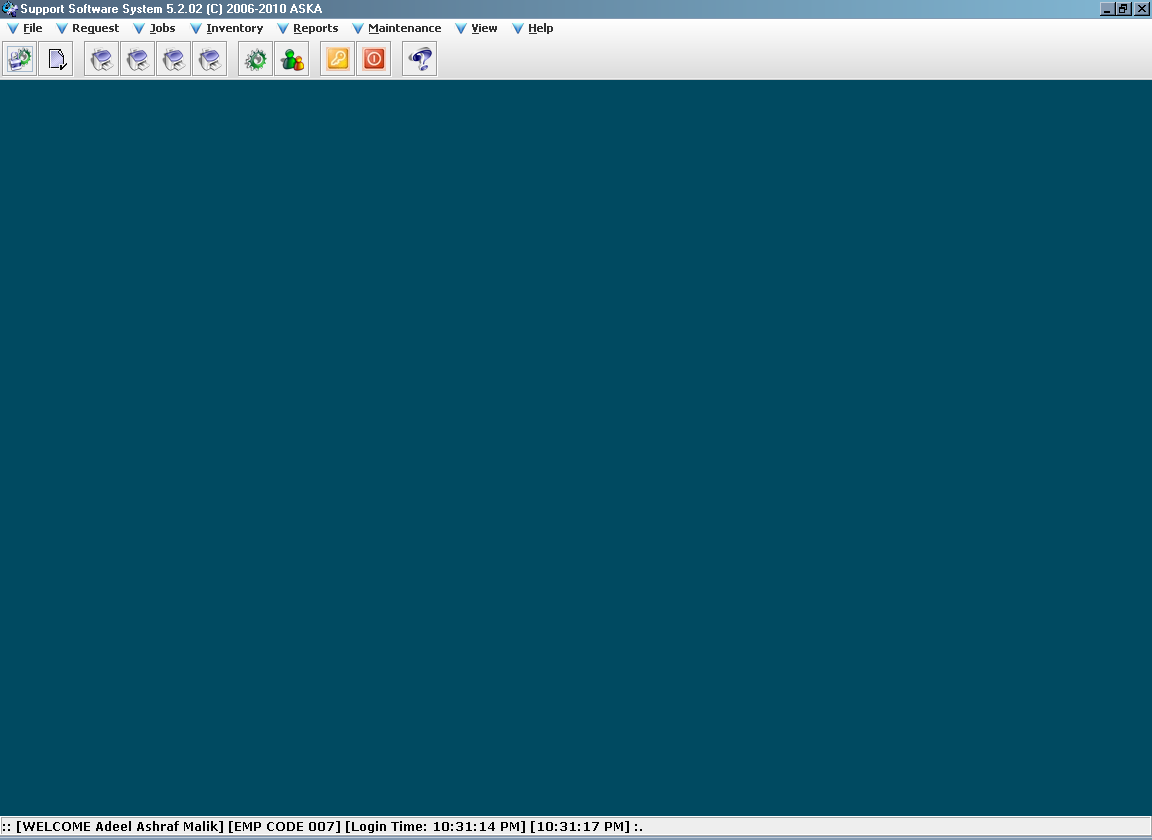 Support Software System 5.2.02 (C) 2006-2010 ASKA
File Request Jobs Inventory Reports Maintenance View Help
:: [WELCOME Adeel Ashraf Malik] [EMP CODE 007] [Login Time: 10:31:14 PM] [10:31:17 PM] :.